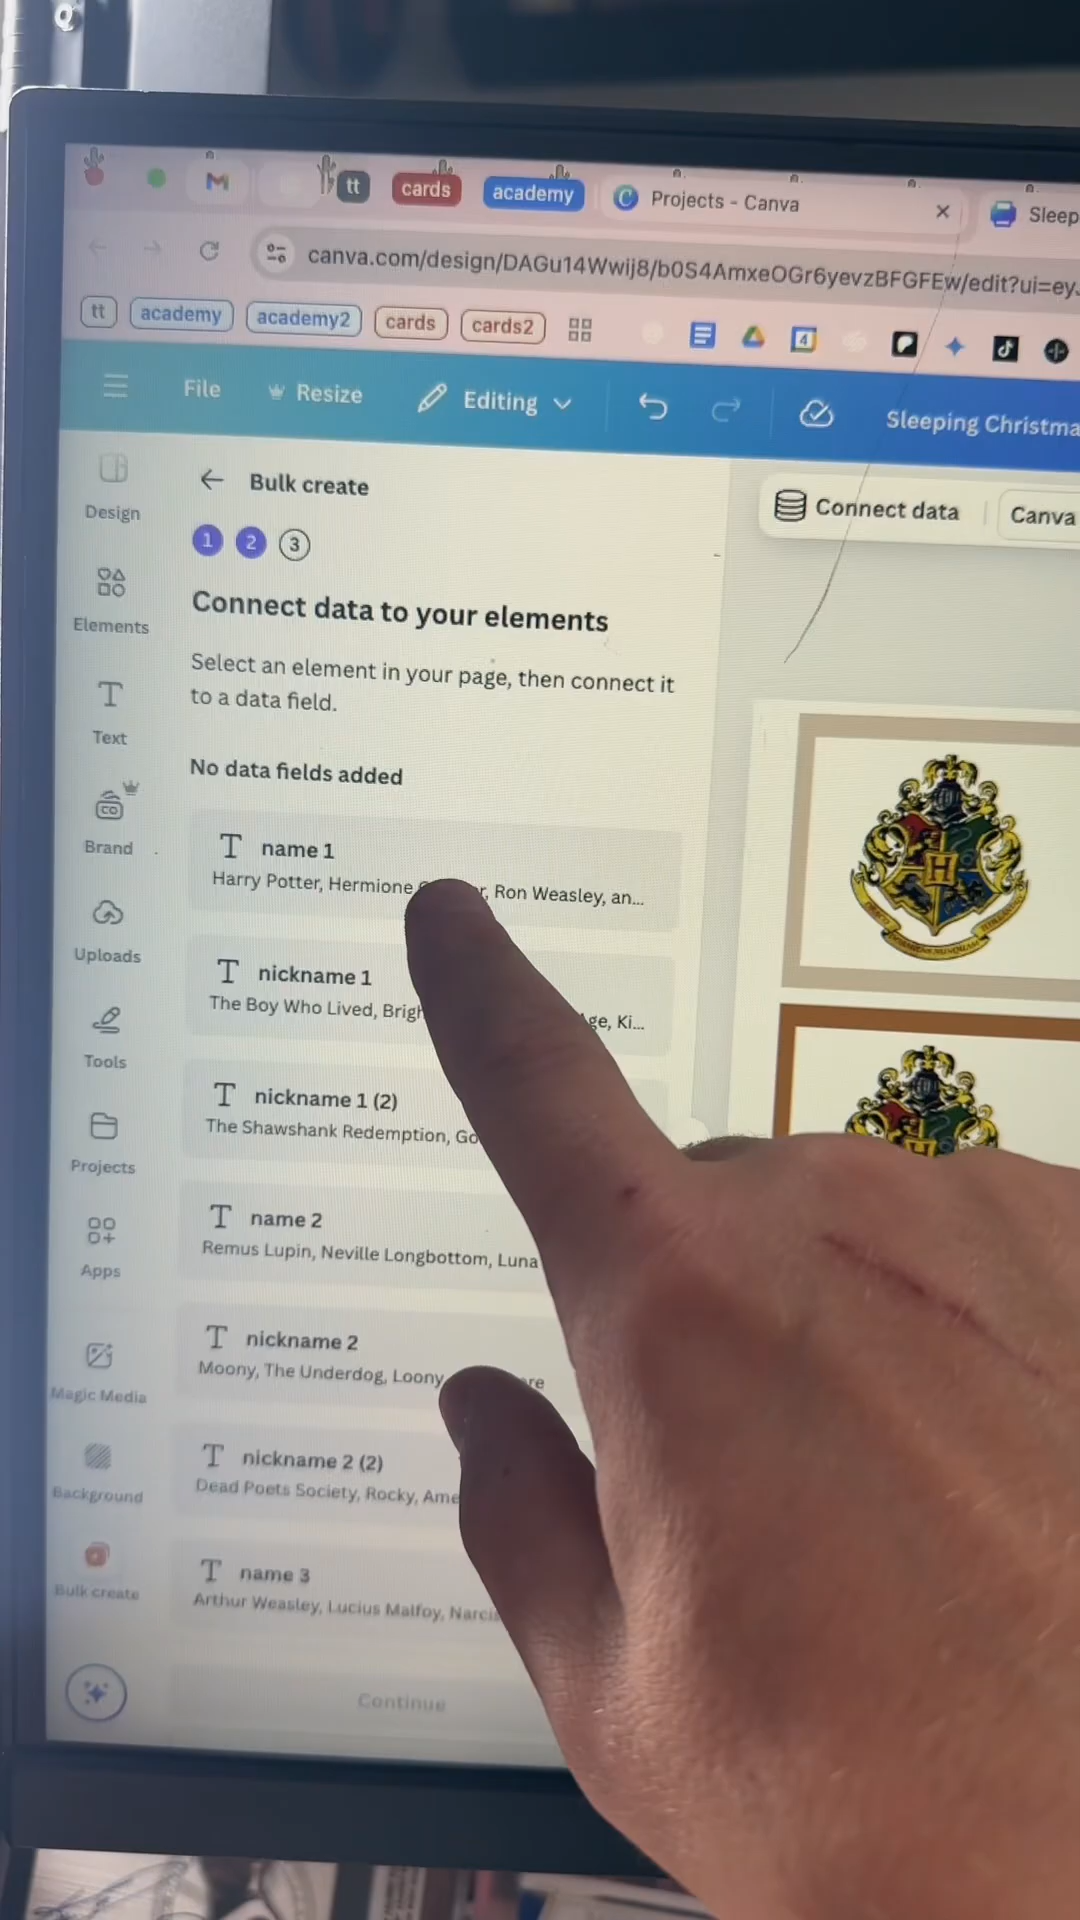 tt
cards
academy
Projects - Canva
Sleep
canva.com/design/DAGu14Wwij8/b0S4AmxeOGr6yevzBFGFEw/edit?ui=eyJ
tt
academy
academy2
cards
cards2
4
File
Resize
Editing
Sleeping Christma
Design
Elements
Text
Brand
Uploads
Tools
Projects
Apps
Magic Media
Background
Bulk create
Bulk create
1 2 3
Connect data to your elements
Select an element in your page, then connect it
to a data field.
No data fields added
T name 1
Harry Potter, Hermione r, Ron Weasley, an...
T nickname 1
The Boy Who Lived, Brigh ge, Ki...
T nickname 1 (2)
The Shawshank Redemption, Go
T name 2
Remus Lupin, Neville Longbottom, Luna
T nickname 2
Moony, The Underdog, Loony re
T nickname 2 (2)
Dead Poets Society, Rocky, Ame
T name 3
Arthur Weasley, Lucius Malfoy, Narcis
Continue
Connect data
Canva
H